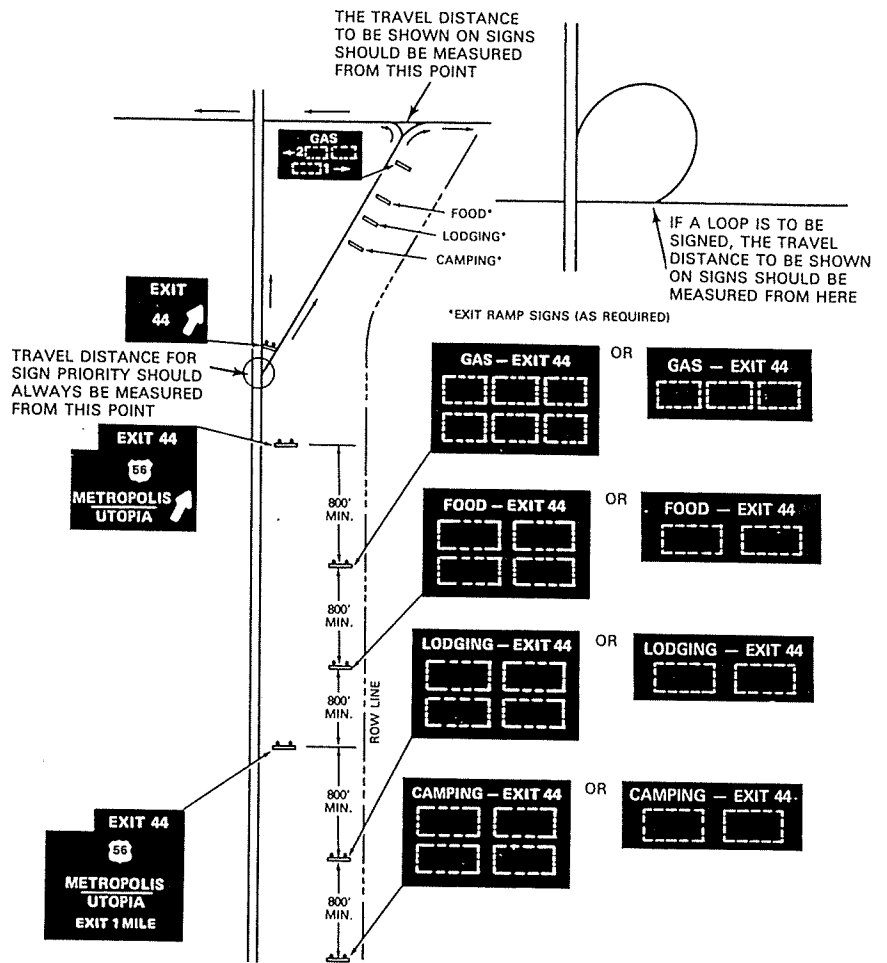 THE TRAVEL DISTANCE
TO BE SHOWN ON SIGNS
SHOULD BE MEASURED
FROM THIS POINT
GAS
2
1
FOOD*
LODGING*
CAMPING*
IF A LOOP IS TO BE
SIGNED, THE TRAVEL
DISTANCE TO BE SHOWN
ON SIGNS SHOULD BE
MEASURED FROM HERE
EXIT
44
*EXIT RAMP SIGNS (AS REQUIRED)
TRAVEL DISTANCE FOR
SIGN PRIORITY SHOULD
ALWAYS BE MEASURED
FROM THIS POINT
GAS – EXIT 44
OR
GAS – EXIT 44
EXIT 44
56
METROPOLIS
UTOPIA
800'
MIN.
FOOD – EXIT 44
OR
FOOD – EXIT 44
800'
MIN.
LODGING – EXIT 44
OR
LODGING – EXIT 44
800'
MIN.
ROW LINE
800'
MIN.
CAMPING – EXIT 44
OR
CAMPING – EXIT 44
EXIT 44
56
METROPOLIS
UTOPIA
EXIT 1 MILE
800'
MIN.